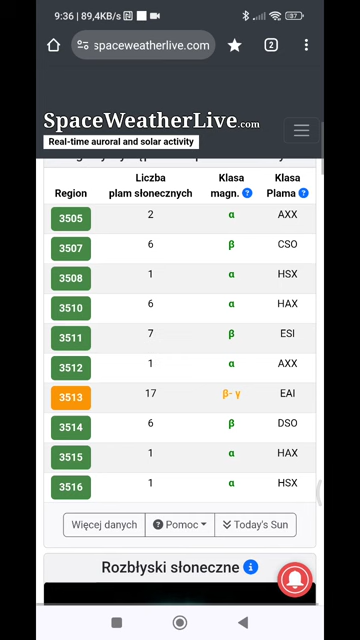 9:36 | 89,4KB/s
37
spaceweatherlive.com
2
SpaceWeatherLive.com
Real-time auroral and solar activity
Region Liczba plam słonecznych Klasa magn. ? Klasa Plama ?
3505 2 α AXX
3507 6 β CSO
3508 1 α HSX
3510 6 α HAX
3511 7 β ESI
3512 1 α AXX
3513 17 β-γ EAI
3514 6 β DSO
3515 1 α HAX
3516 1 α HSX
Więcej danych ? Pomoc Today's Sun
Rozbłyski słoneczne i